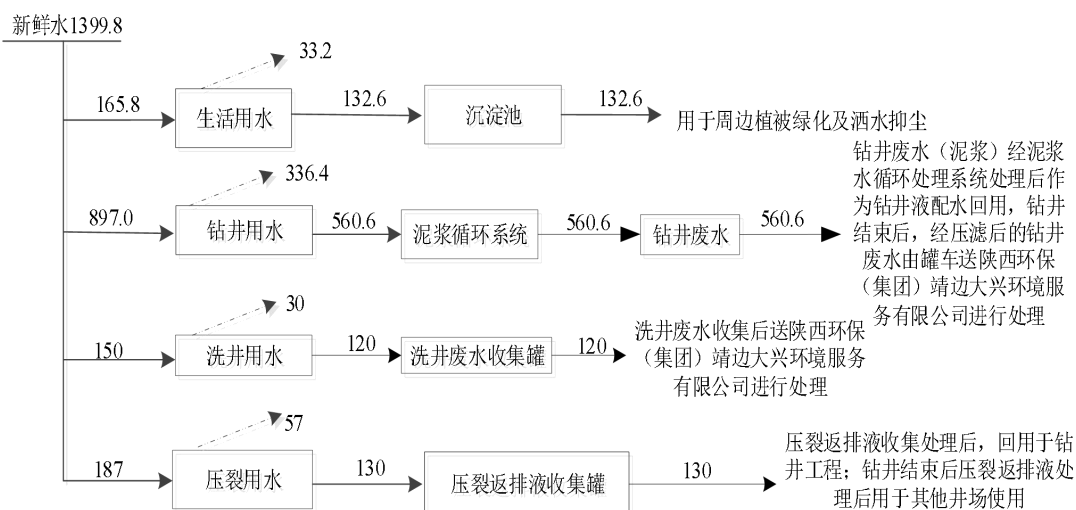 新鲜水1399.8
33.2
165.8
生活用水
132.6
沉淀池
132.6
用于周边植被绿化及洒水抑尘
336.4
897.0
钻井用水
560.6
泥浆循环系统
560.6
钻井废水
560.6
钻井废水（泥浆）经泥浆
水循环处理系统处理后作
为钻井液配水回用，钻井
结束后，经压滤后的钻井
废水由罐车送陕西环保
（集团）靖边大兴环境服
务有限公司进行处理
30
150
洗井用水
120
洗井废水收集罐
120
洗井废水收集后送陕西环保
（集团）靖边大兴环境服务
有限公司进行处理
57
187
压裂用水
130
压裂返排液收集罐
130
压裂返排液收集处理后，回用于钻
井工程；钻井结束后压裂返排液处
理后用于其他井场使用